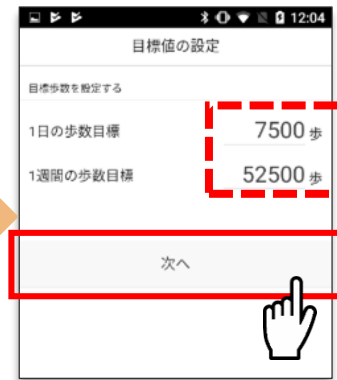 12:04
目標値の設定
目標歩数を設定する
1日の歩数目標 7500 歩
1週間の歩数目標 52500 歩
次へ